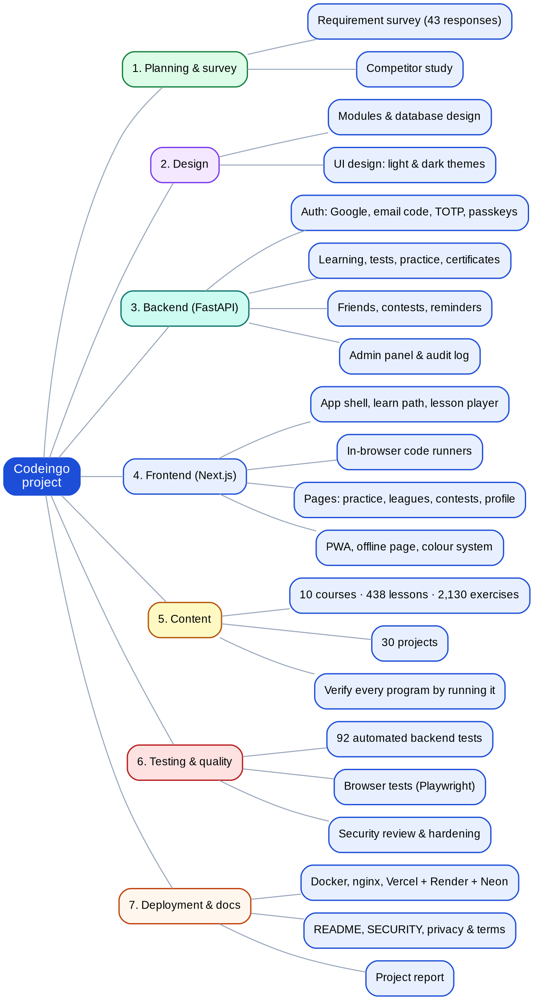 Codeingo
project
1. Planning & survey
Requirement survey (43 responses)
Competitor study
2. Design
Modules & database design
UI design: light & dark themes
3. Backend (FastAPI)
Auth: Google, email code, TOTP, passkeys
Learning, tests, practice, certificates
Friends, contests, reminders
Admin panel & audit log
4. Frontend (Next.js)
App shell, learn path, lesson player
In-browser code runners
Pages: practice, leagues, contests, profile
PWA, offline page, colour system
5. Content
10 courses · 438 lessons · 2,130 exercises
30 projects
Verify every program by running it
6. Testing & quality
92 automated backend tests
Browser tests (Playwright)
Security review & hardening
7. Deployment & docs
Docker, nginx, Vercel + Render + Neon
README, SECURITY, privacy & terms
Project report